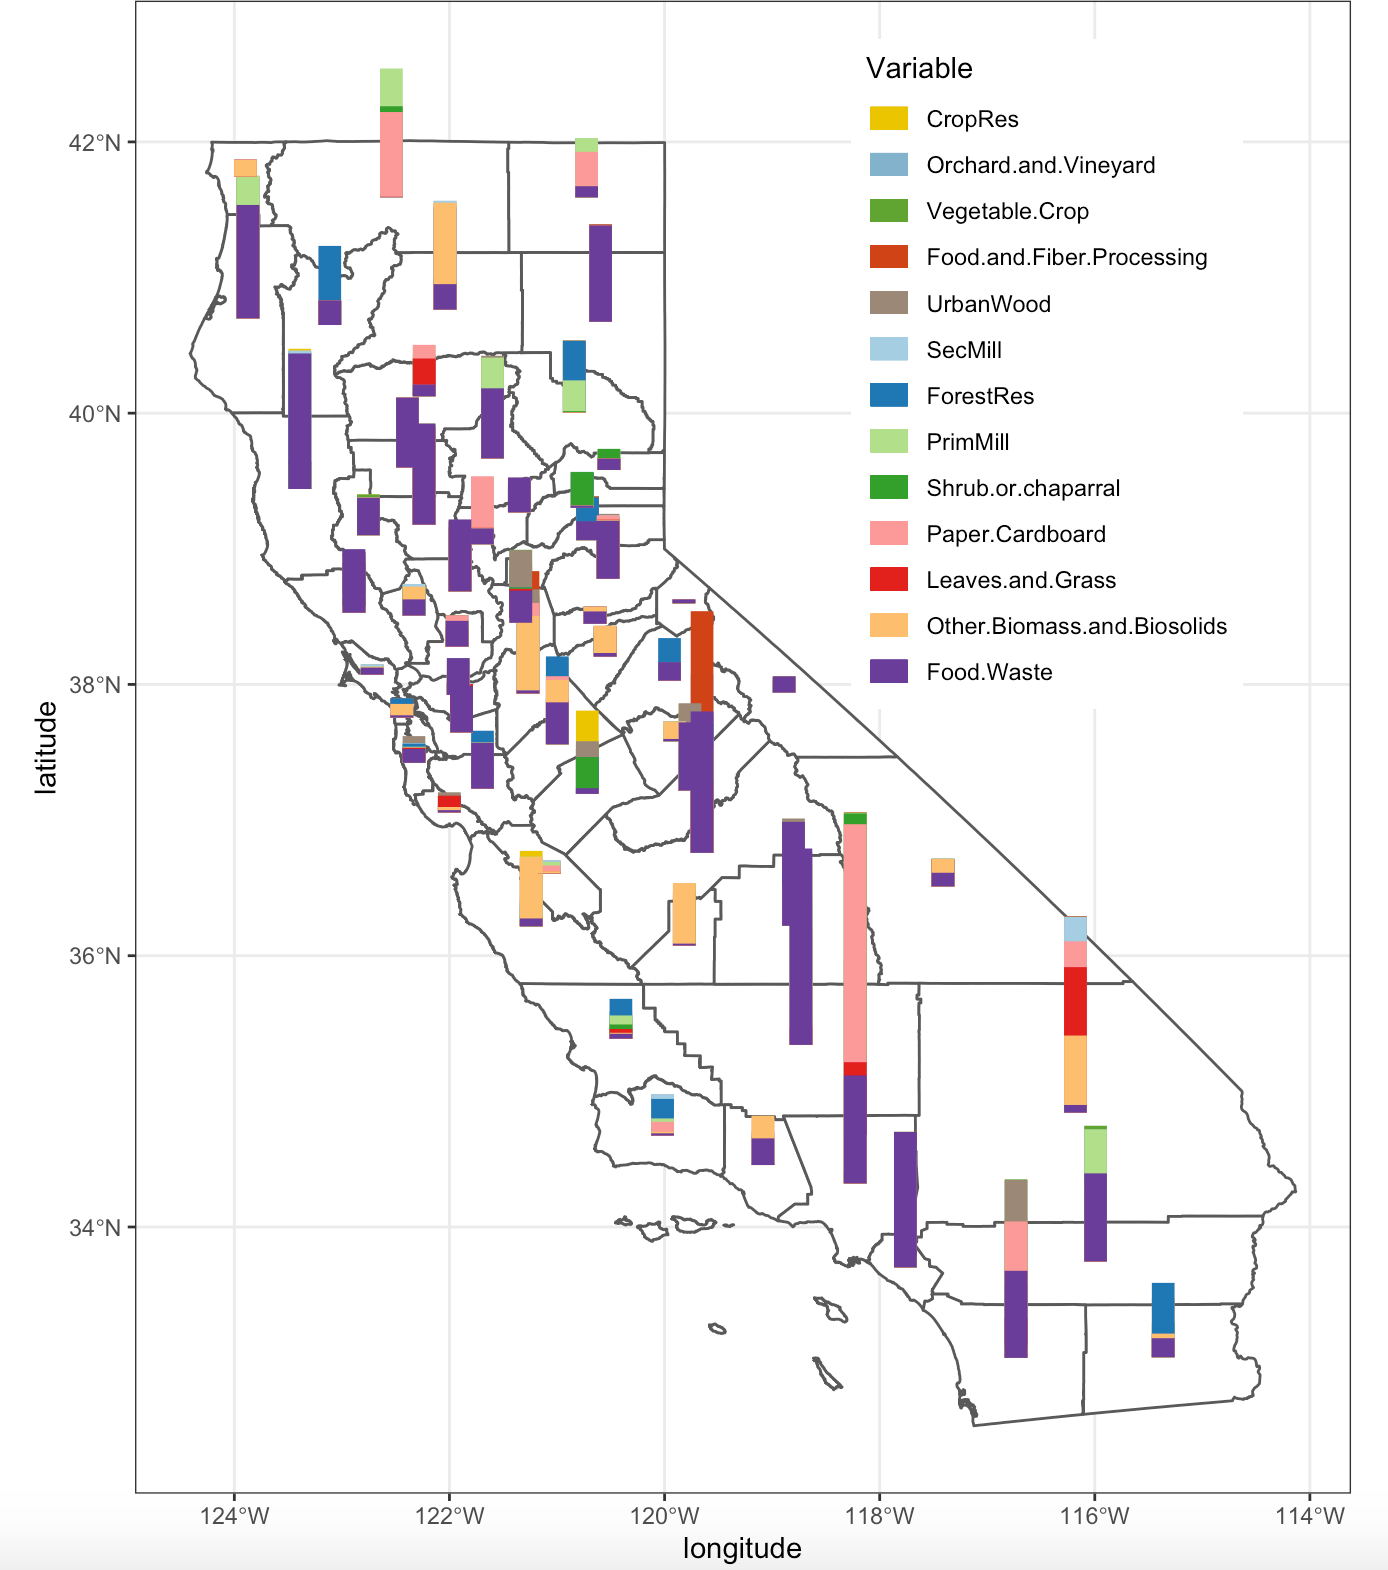 Variable
CropRes
Orchard.and.Vineyard
Vegetable.Crop
Food.and.Fiber.Processing
UrbanWood
SecMill
ForestRes
PrimMill
Shrub.or.chaparral
Paper.Cardboard
Leaves.and.Grass
Other.Biomass.and.Biosolids
Food.Waste
42°N
40°N
38°N
36°N
34°N
latitude
124°W 122°W 120°W 118°W 116°W 114°W
longitude